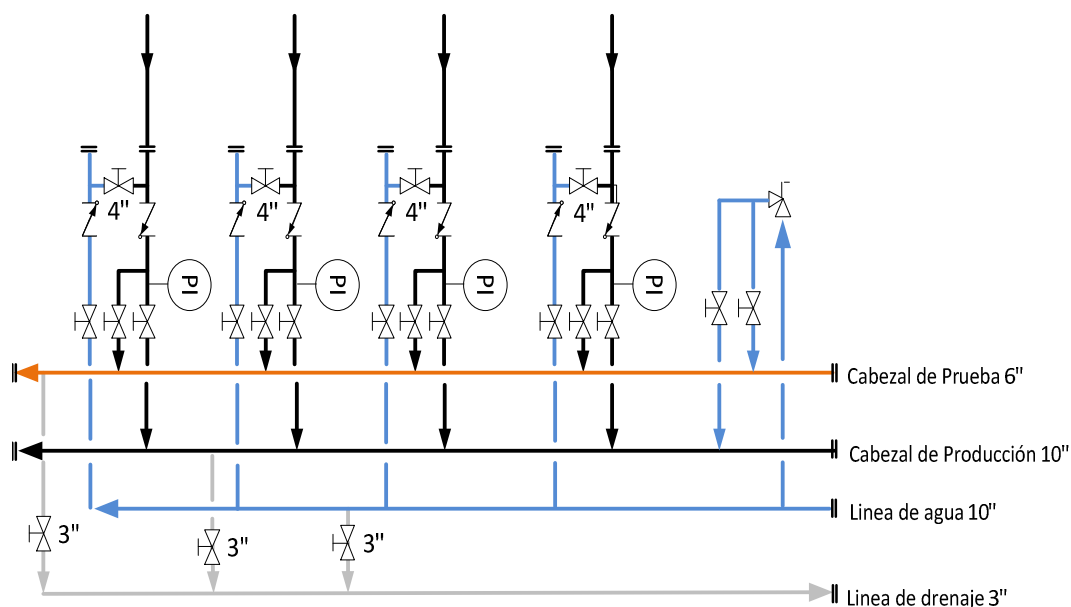 4"
4"
4"
4"
PI
PI
PI
PI
Cabezal de Prueba 6"
Cabezal de Producción 10"
Linea de agua 10"
3"
3"
3"
Linea de drenaje 3"